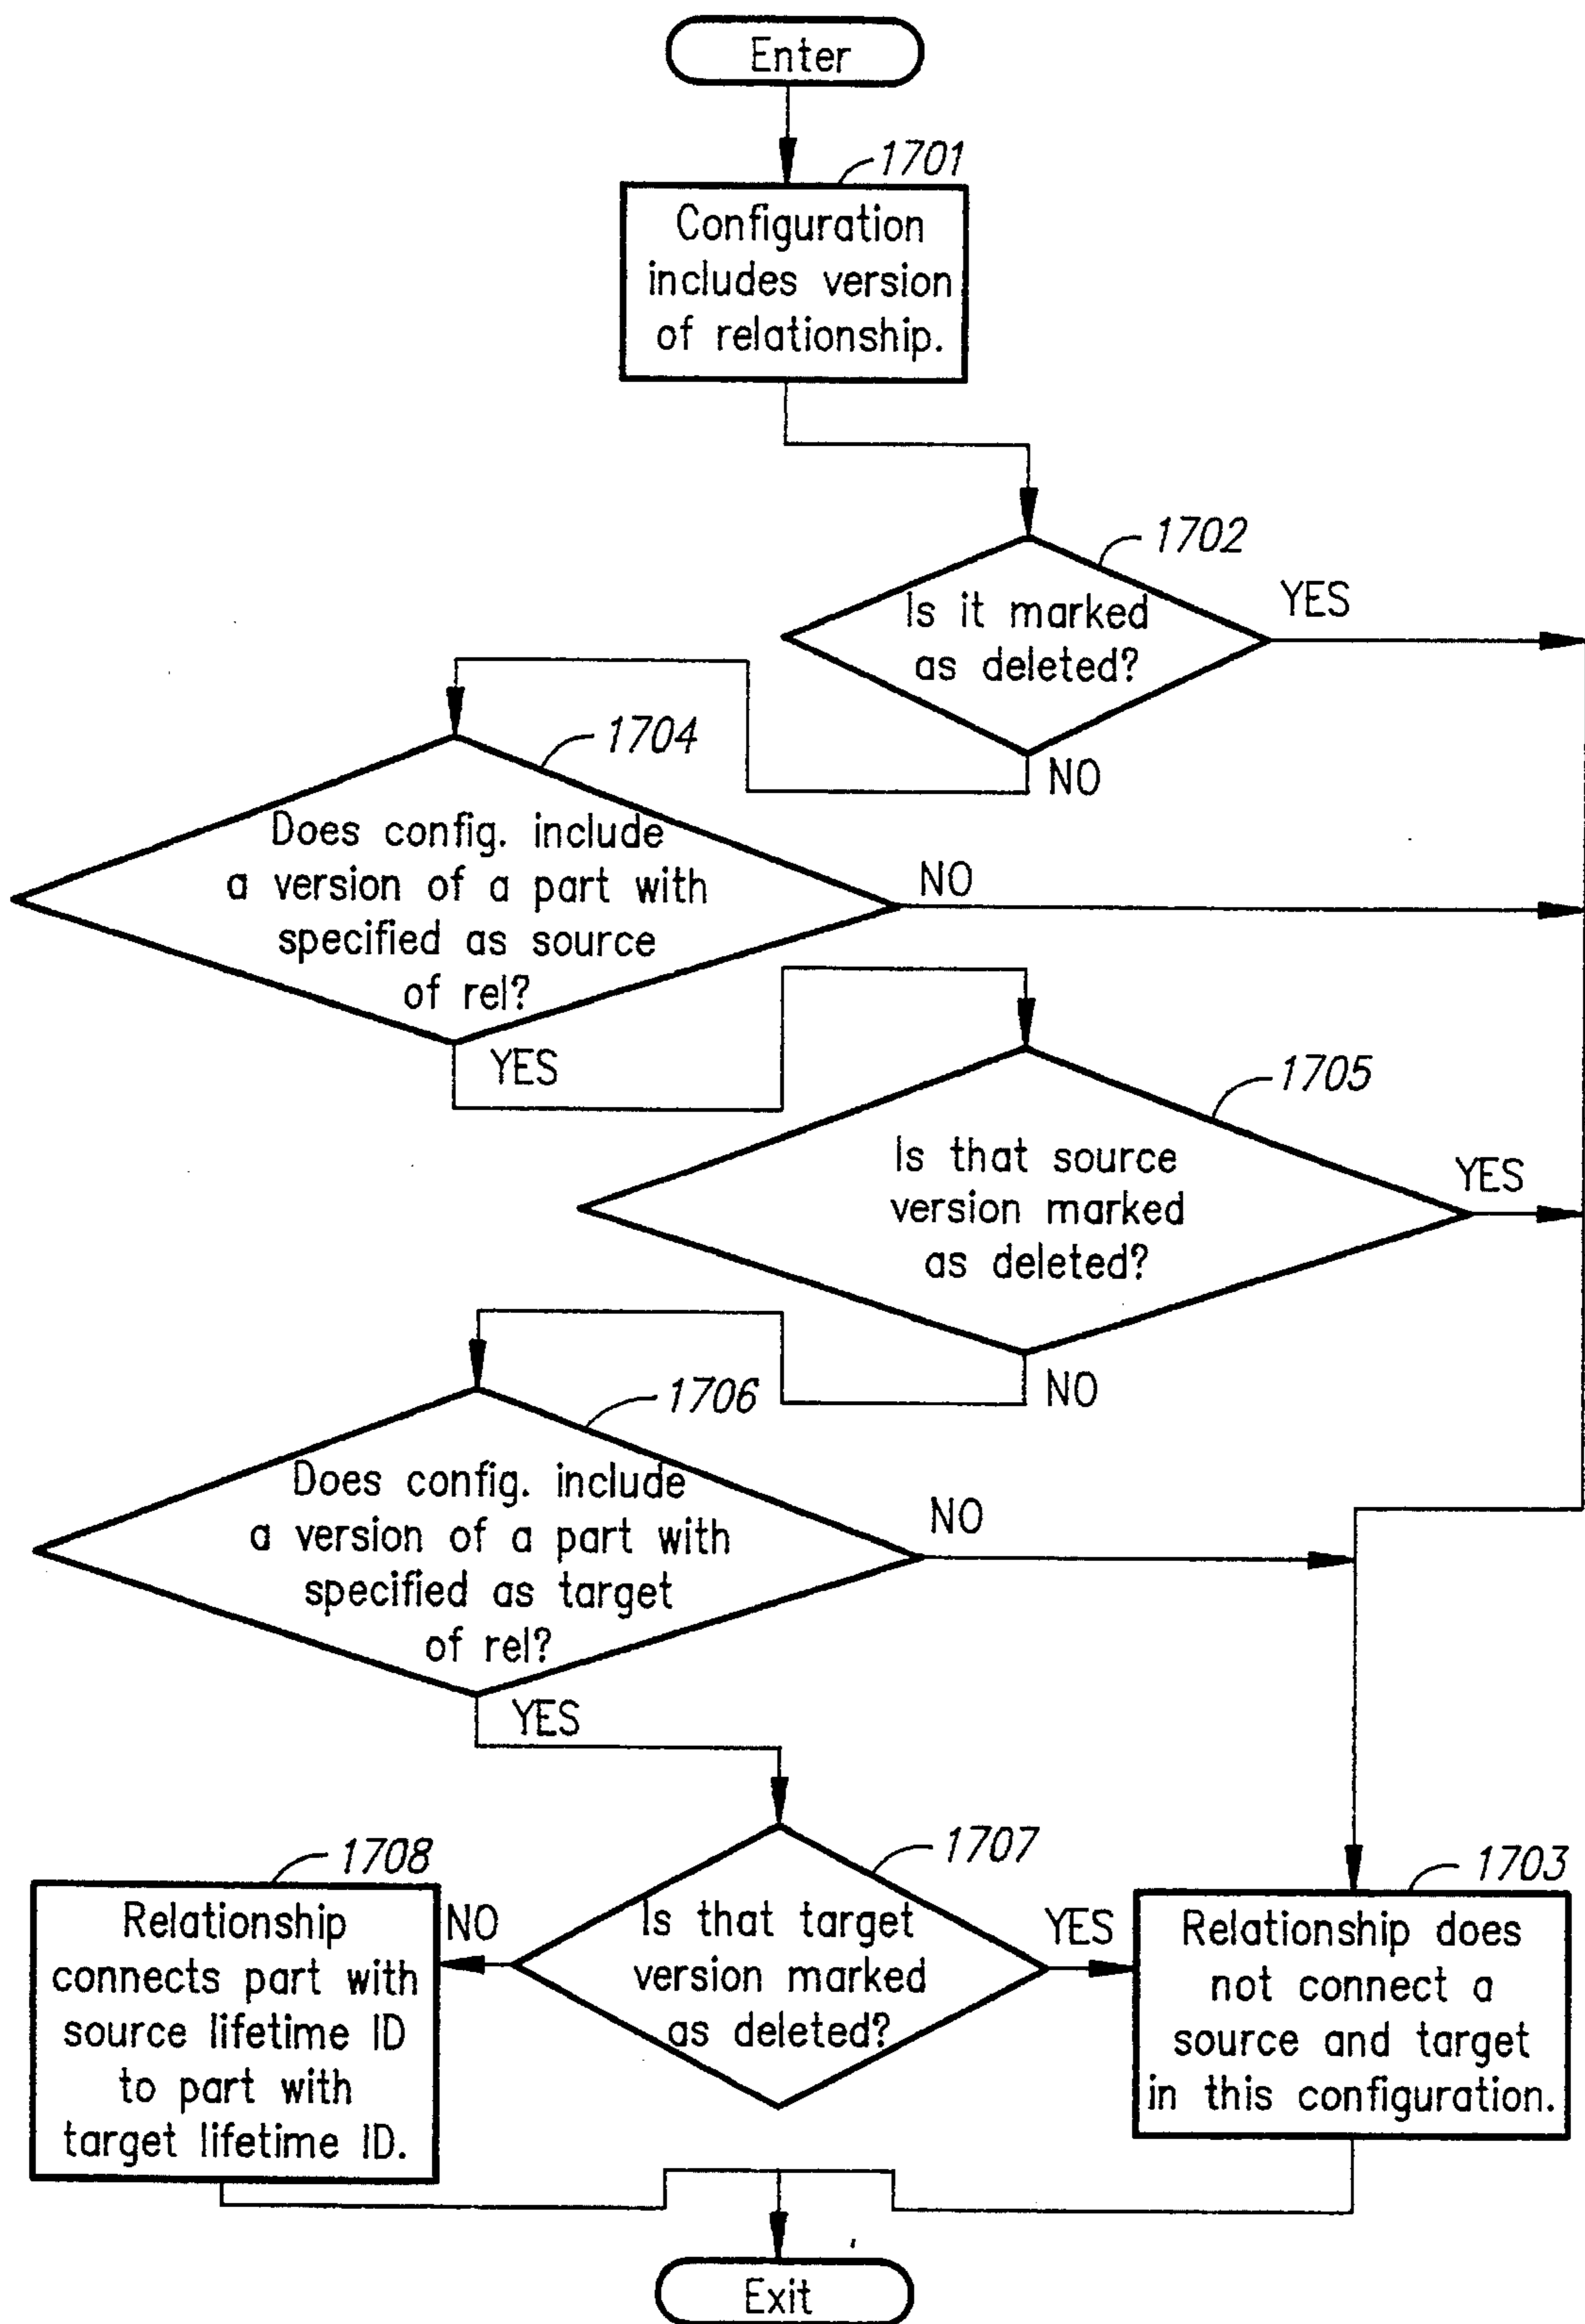 Enter
1701
Configuration
includes version
of relationship.
1702
Is it marked
as deleted?
YES
NO
1704
Does config. include
a version of a part with
specified as source
of rel?
NO
YES
1705
Is that source
version marked
as deleted?
YES
NO
1706
Does config. include
a version of a part with
specified as target
of rel?
NO
YES
1707
Is that target
version marked
as deleted?
NO
YES
1708
Relationship
connects part with
source lifetime ID
to part with
target lifetime ID.
1703
Relationship does
not connect a
source and target
in this configuration.
Exit